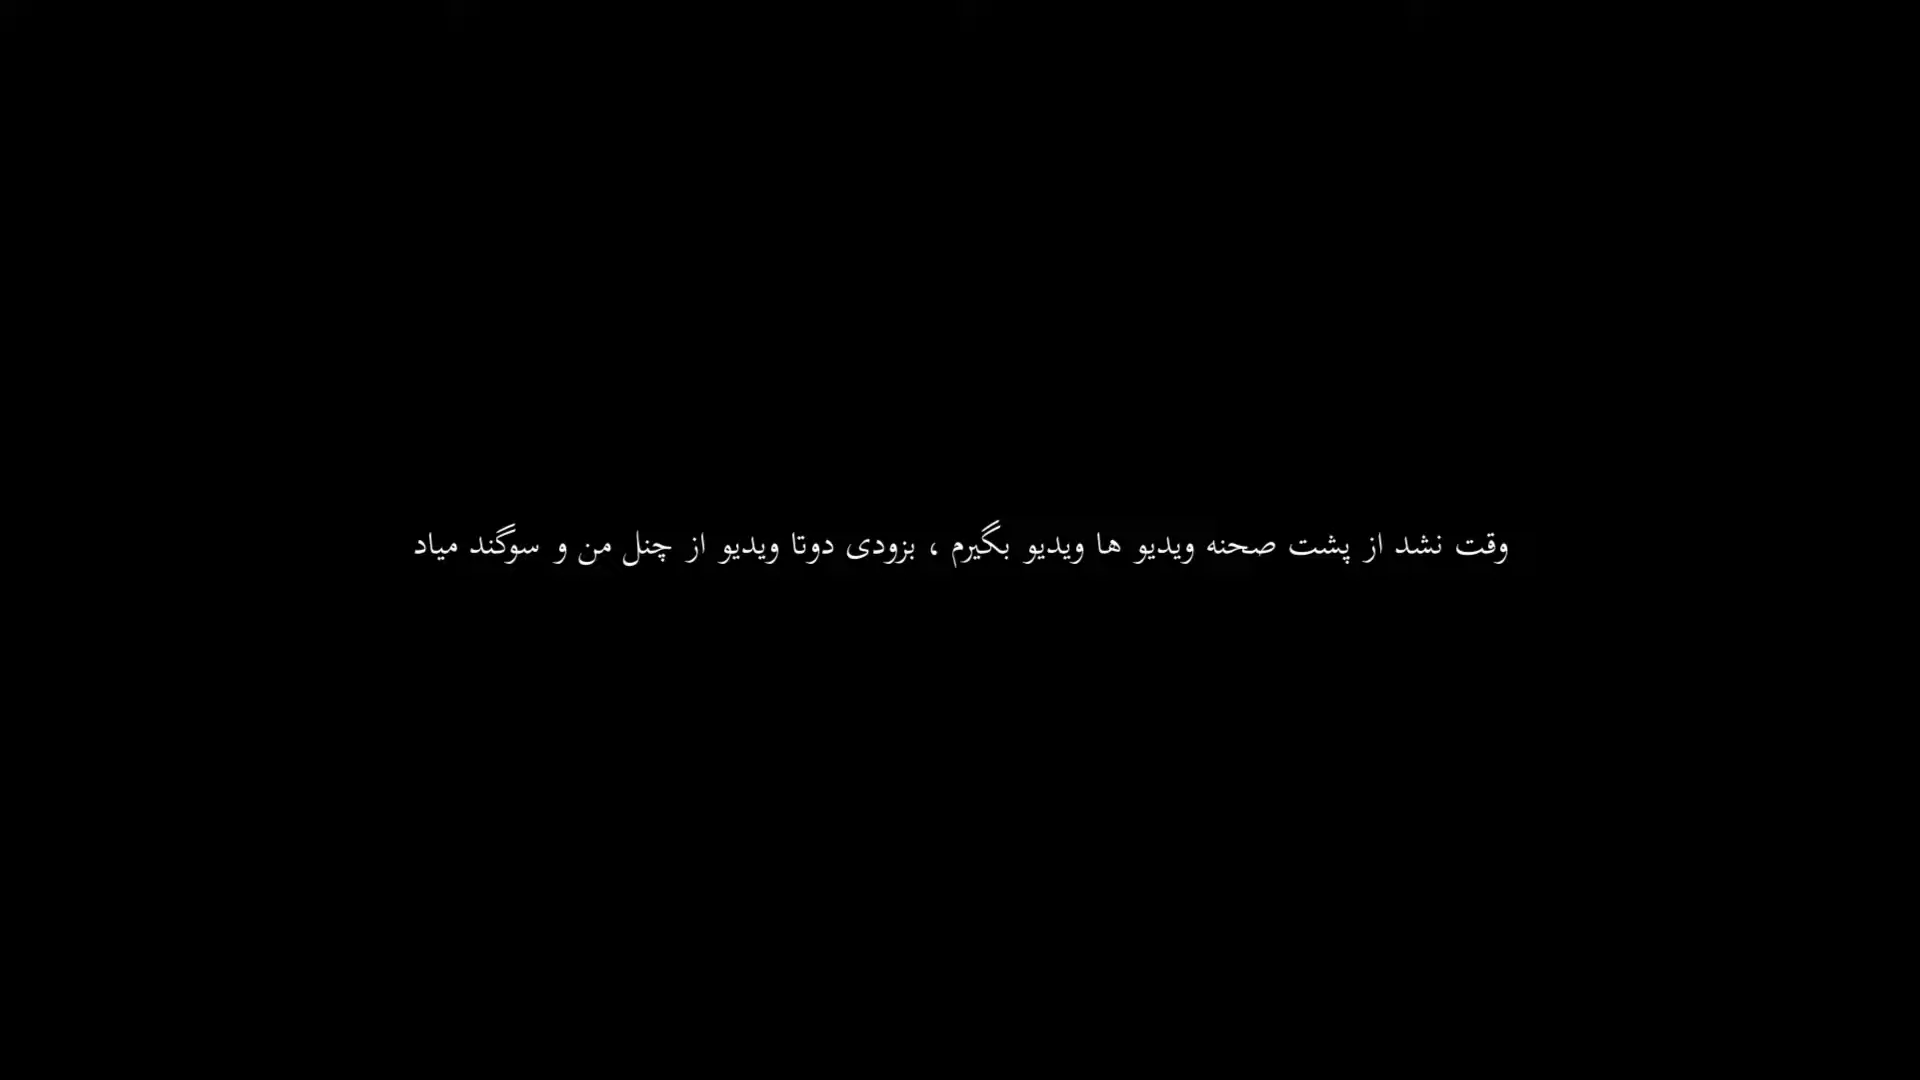 وقت نشد از پشت صحنه ویدیو ها ویدیو بگیرم ، بزودی دوتا ویدیو از چنل من و سوگند میاد